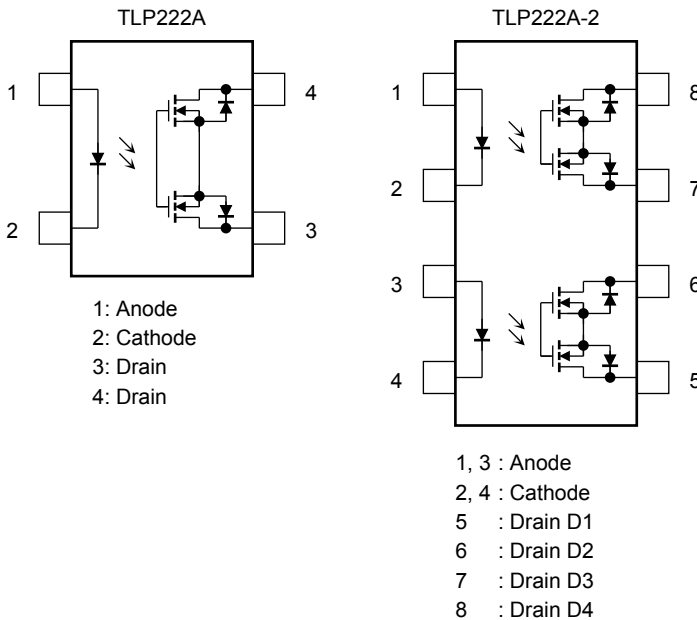 TLP222A
1
2
4
3
1: Anode
2: Cathode
3: Drain
4: Drain
TLP222A-2
1
2
3
4
8
7
6
5
1, 3 : Anode
2, 4 : Cathode
5 : Drain D1
6 : Drain D2
7 : Drain D3
8 : Drain D4